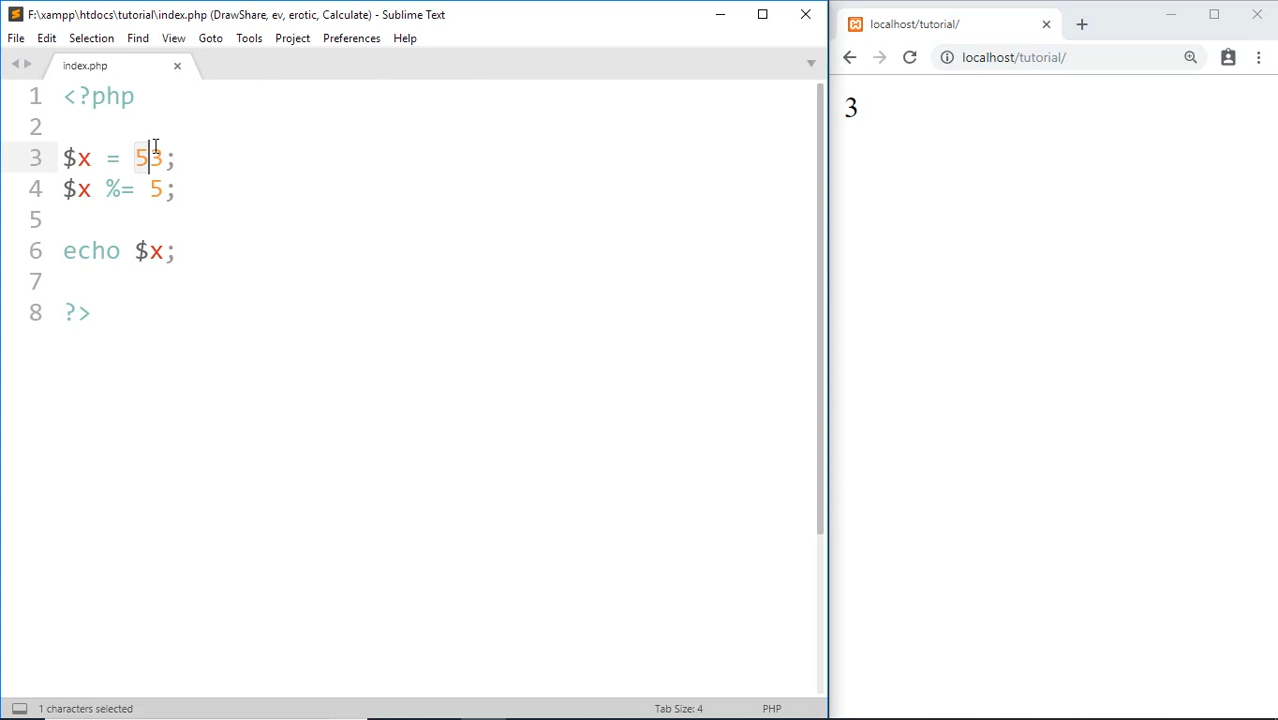 F:\xampp\htdocs\tutorial\index.php (DrawShare, ev, erotic, Calculate) - Sublime Text
File Edit Selection Find View Goto Tools Project Preferences Help
index.php
1 <?php
2
3 $x = 53;
4 $x %= 5;
5
6 echo $x;
7
8 ?>
1 characters selected
Tab Size: 4
PHP
localhost/tutorial/
localhost/tutorial/
3